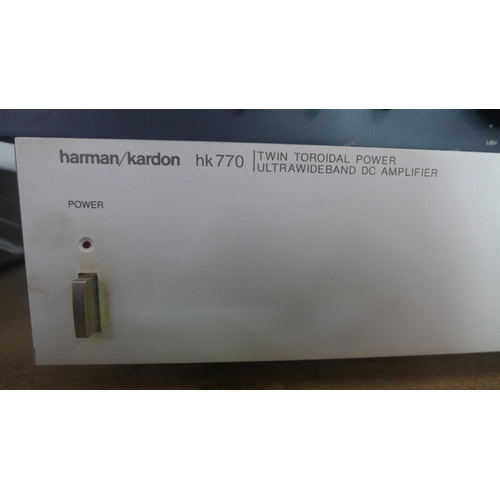 harman/kardon hk770 TWIN TOROIDAL POWER
ULTRAWIDEBAND DC AMPLIFIER
POWER